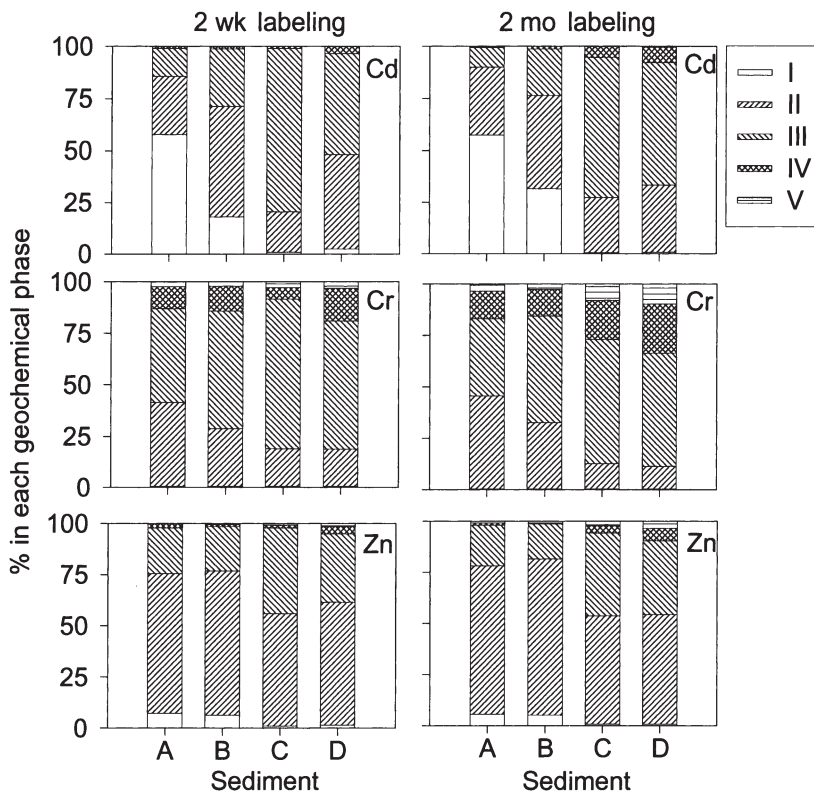 2 wk labeling
2 mo labeling
% in each geochemical phase
100
75
50
25
0
Cd
Cd
I
II
III
IV
V
100
75
50
25
0
Cr
Cr
100
75
50
25
0
Zn
Zn
A B C D
A B C D
Sediment
Sediment